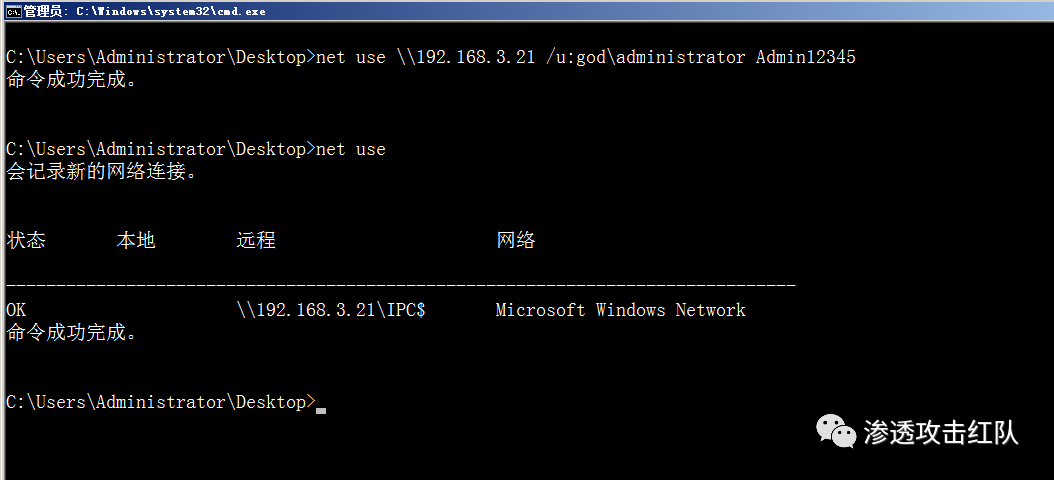 管理员: C:\Windows\system32\cmd.exe
C:\Users\Administrator\Desktop>net use \\192.168.3.21 /u:god\administrator Admin12345
命令成功完成。
C:\Users\Administrator\Desktop>net use
会记录新的网络连接。
状态 本地 远程 网络
-------------------------------------------------------------------------------
OK \\192.168.3.21\IPC$ Microsoft Windows Network
命令成功完成。
C:\Users\Administrator\Desktop>
渗透攻击红队